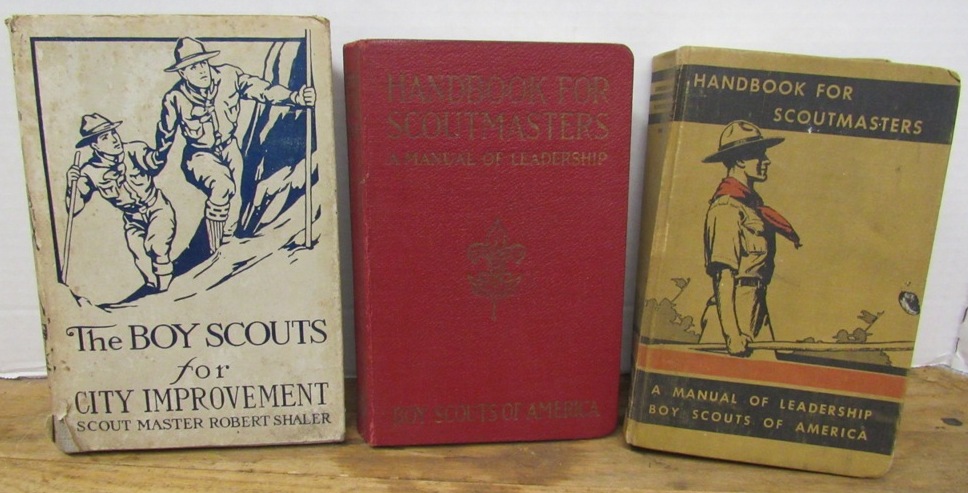 The BOY SCOUTS
for
CITY IMPROVEMENT
SCOUT MASTER ROBERT SHALER
HANDBOOK FOR
SCOUTMASTERS
A MANUAL OF LEADERSHIP
BOY SCOUTS OF AMERICA
HANDBOOK FOR
SCOUTMASTERS
A MANUAL OF LEADERSHIP
BOY SCOUTS OF AMERICA